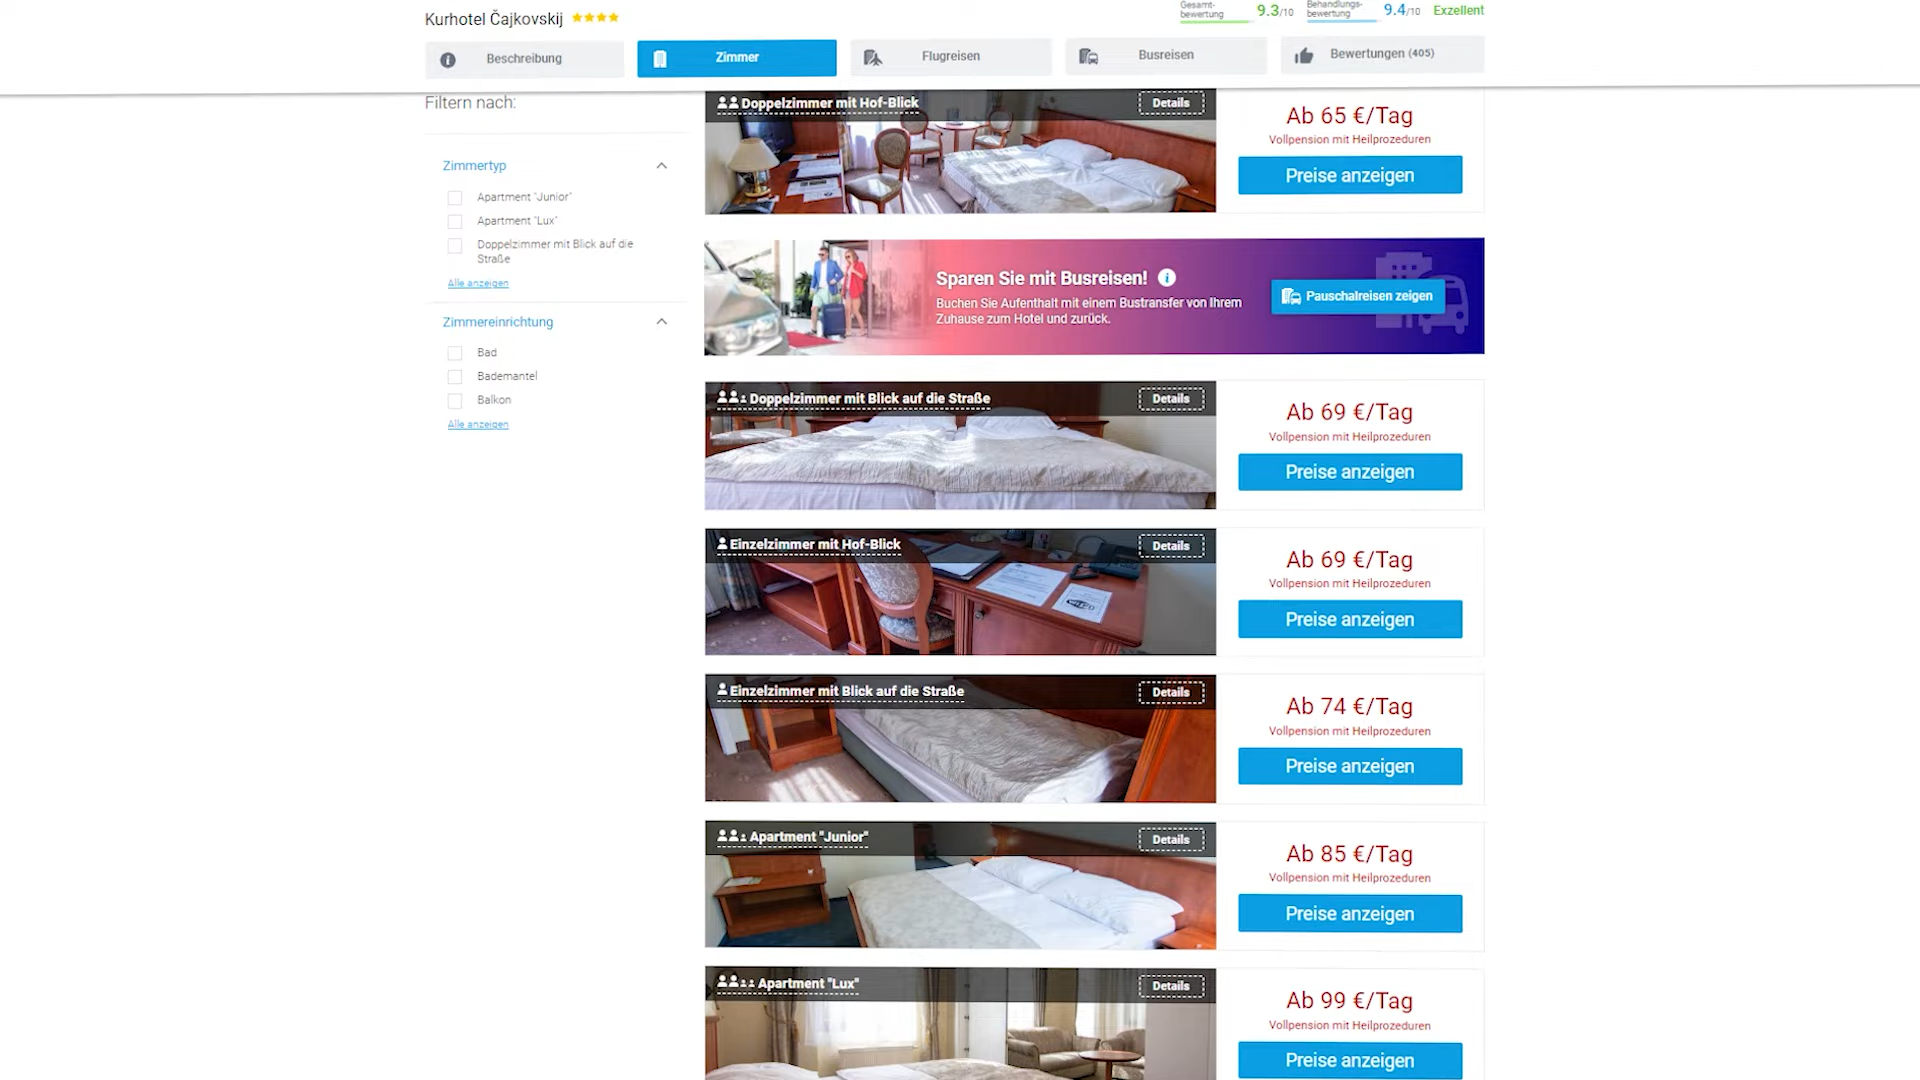 Kurhotel Čajkovskij
Gesamt-
bewertung
9.3/10
Behandlungs-
bewertung
9.4/10
Exzellent
Beschreibung
Zimmer
Flugreisen
Busreisen
Bewertungen (405)
Filtern nach:
Zimmertyp
Apartment "Junior"
Apartment "Lux"
Doppelzimmer mit Blick auf die
Straße
Alle anzeigen
Zimmereinrichtung
Bad
Bademantel
Balkon
Alle anzeigen
Doppelzimmer mit Hof-Blick
Details
Ab 65 €/Tag
Vollpension mit Heilprozeduren
Preise anzeigen
Sparen Sie mit Busreisen!
Buchen Sie Aufenthalt mit einem Bustransfer von Ihrem
Zuhause zum Hotel und zurück.
Pauschalreisen zeigen
Doppelzimmer mit Blick auf die Straße
Details
Ab 69 €/Tag
Vollpension mit Heilprozeduren
Preise anzeigen
Einzelzimmer mit Hof-Blick
Details
Ab 69 €/Tag
Vollpension mit Heilprozeduren
Preise anzeigen
Einzelzimmer mit Blick auf die Straße
Details
Ab 74 €/Tag
Vollpension mit Heilprozeduren
Preise anzeigen
Apartment "Junior"
Details
Ab 85 €/Tag
Vollpension mit Heilprozeduren
Preise anzeigen
Apartment "Lux"
Details
Ab 99 €/Tag
Vollpension mit Heilprozeduren
Preise anzeigen